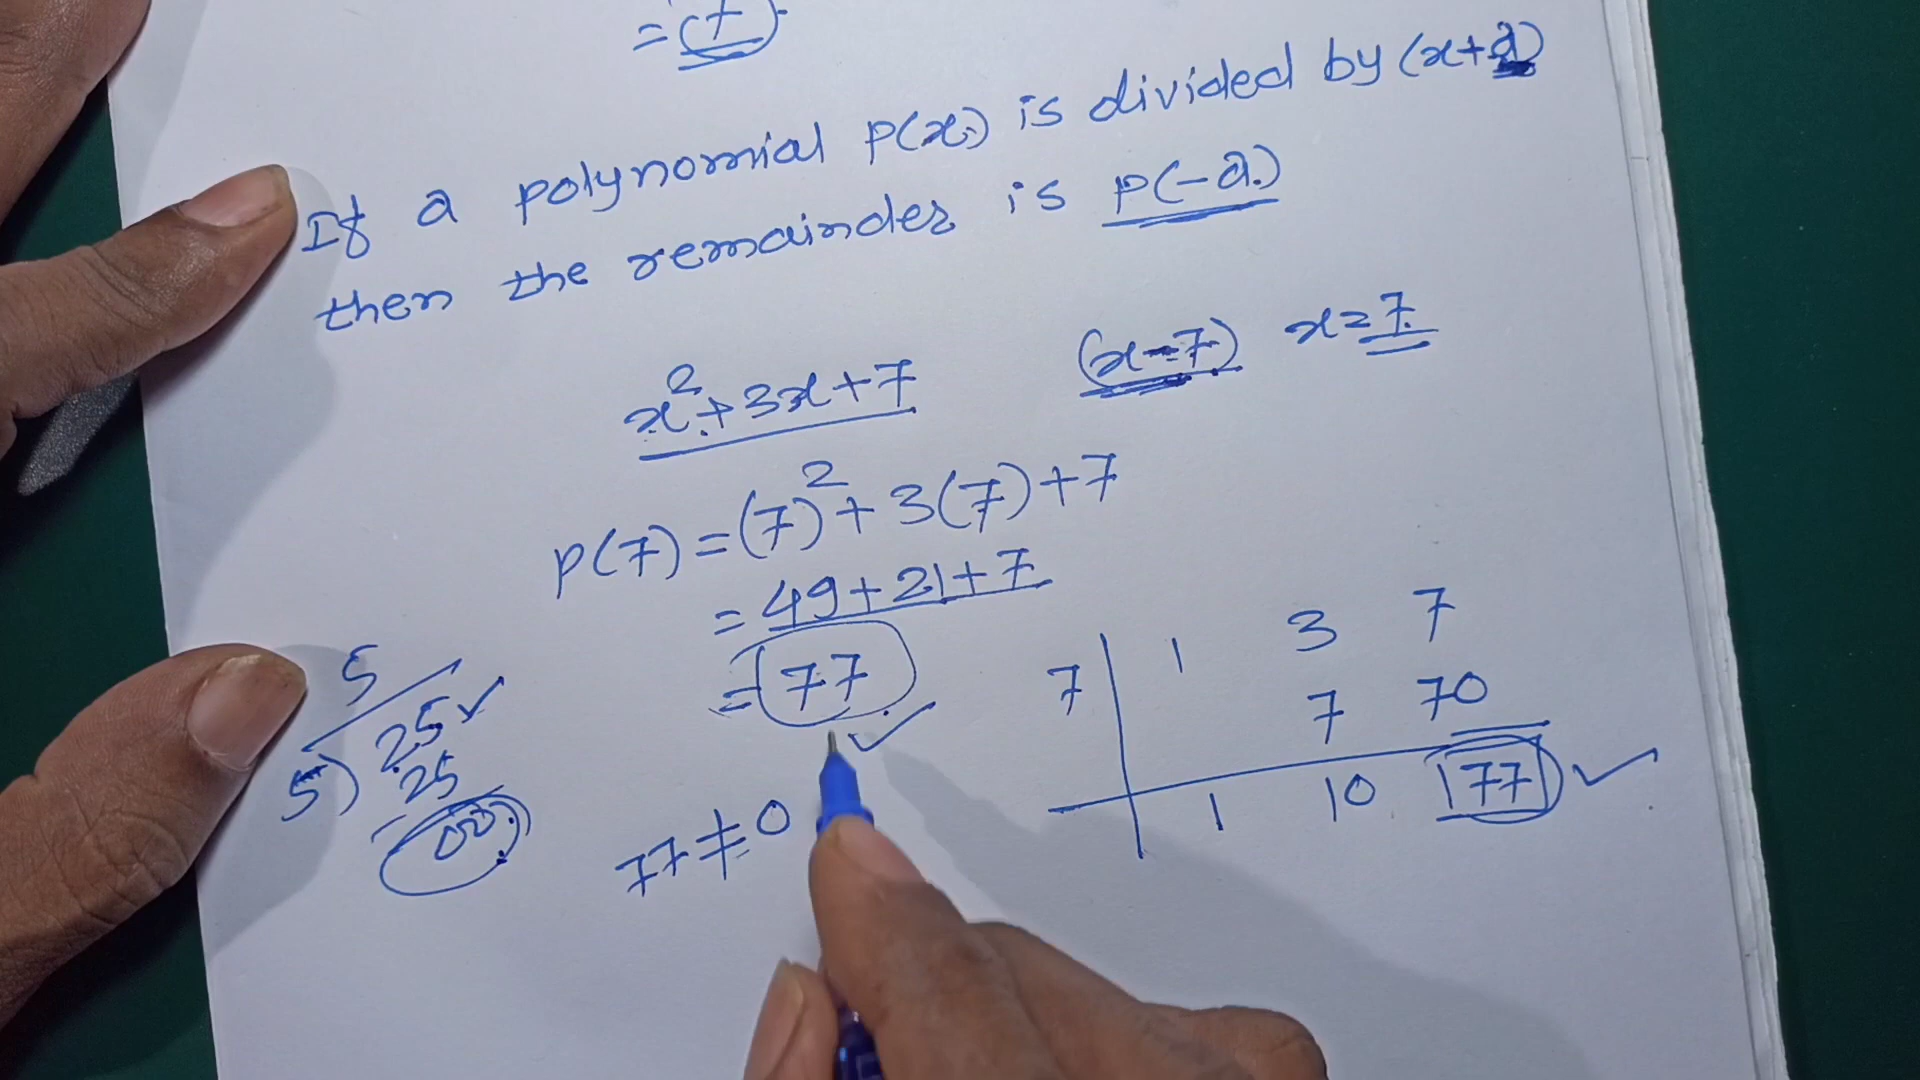 = (7)
If a polynomial P(x) is divided by (x+a)
then the remainder is P(-a)
x²+3x+7 (x-7) x=7
P(7) = (7)²+3(7)+7
= 49+21+7
= 77
7 | 1 3 7
7 70
1 10 77
5
5) 25
25
00
77≠0